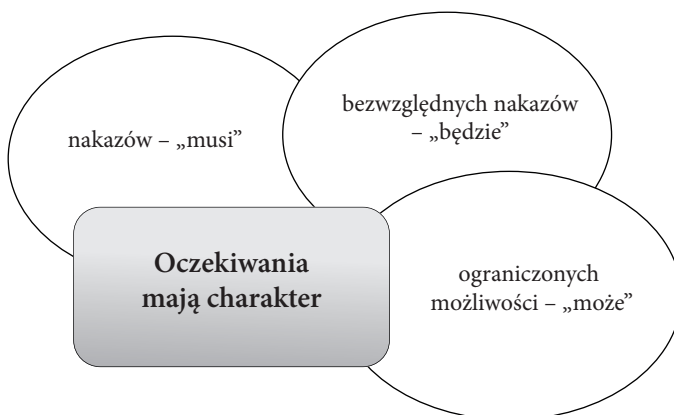 nakazów – „musi”
bezwzględnych nakazów
– „będzie”
Oczekiwania
mają charakter
ograniczonych
możliwości – „może”